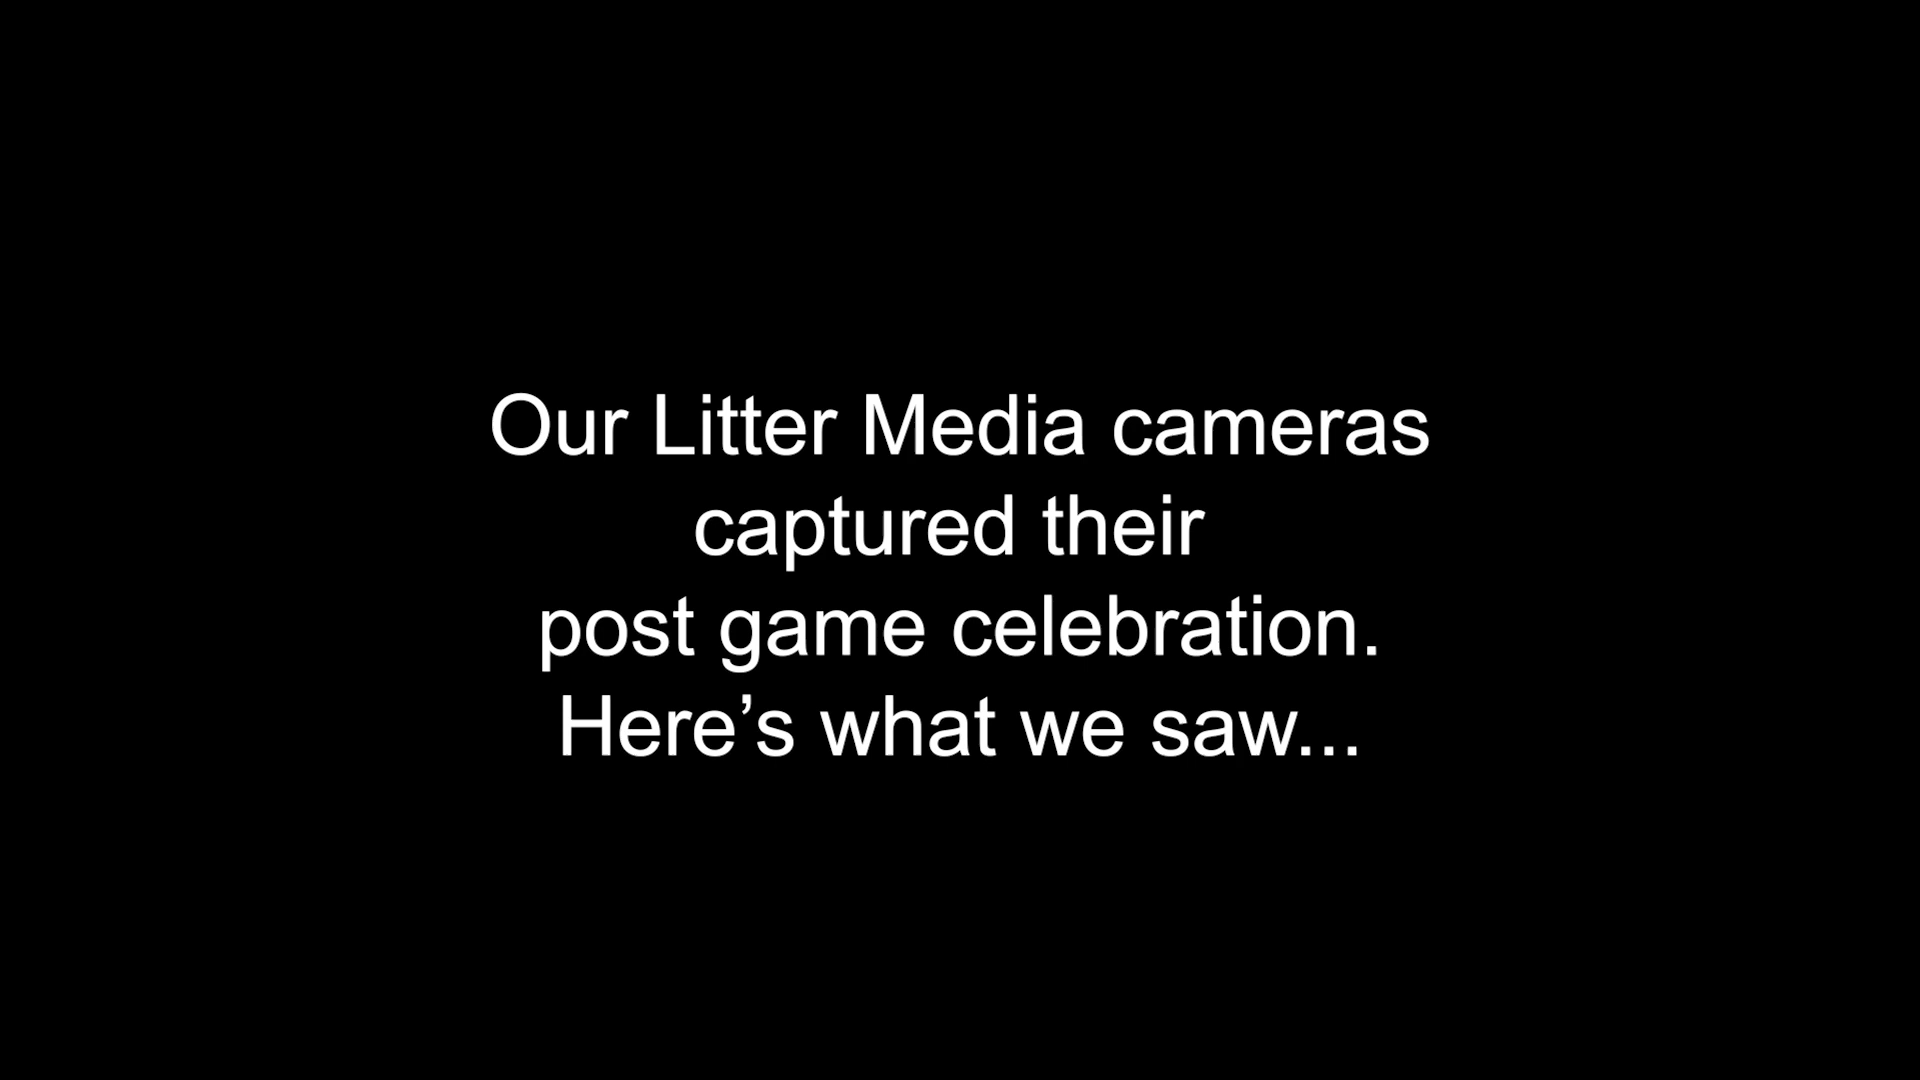 Our Litter Media cameras
captured their
post game celebration.
Here’s what we saw...